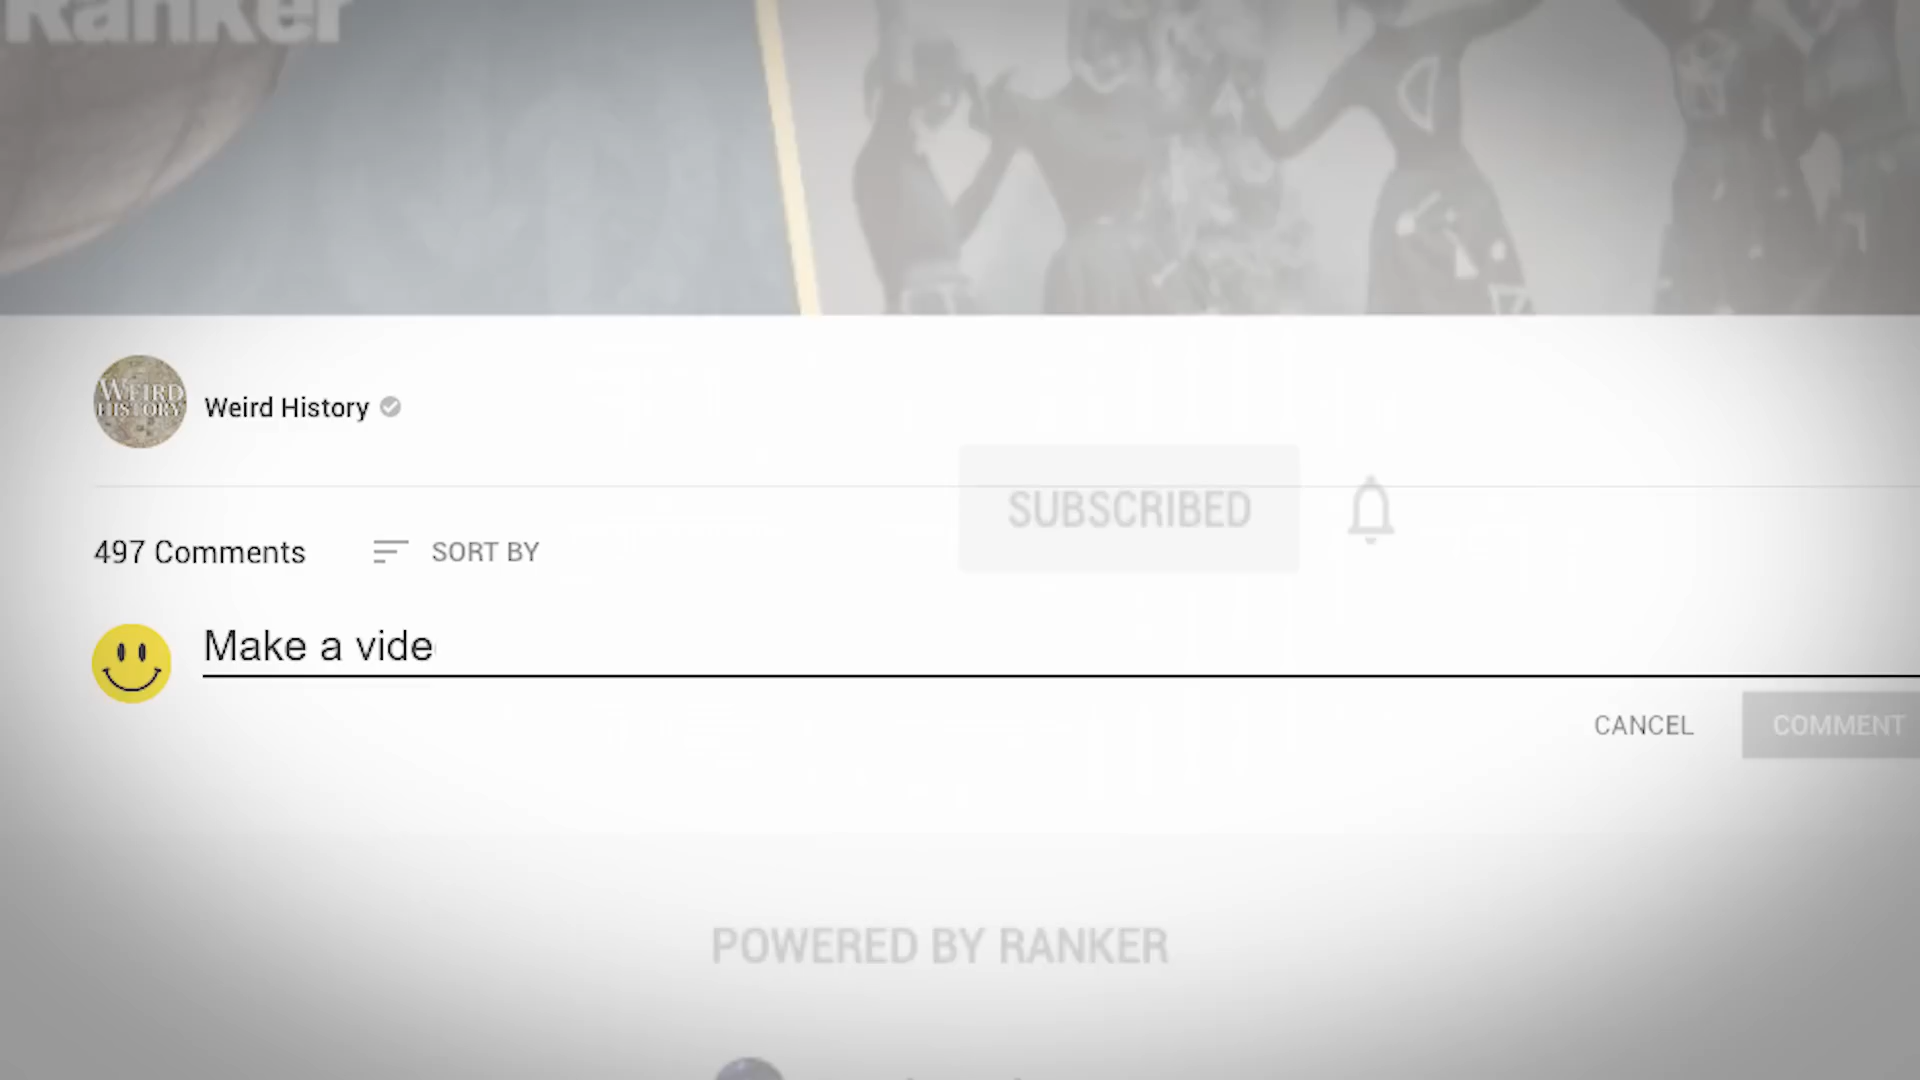 Ranker
WEIRD
HISTORY
Weird History
SUBSCRIBED
497 Comments
SORT BY
Make a vide
CANCEL
COMMENT
POWERED BY RANKER